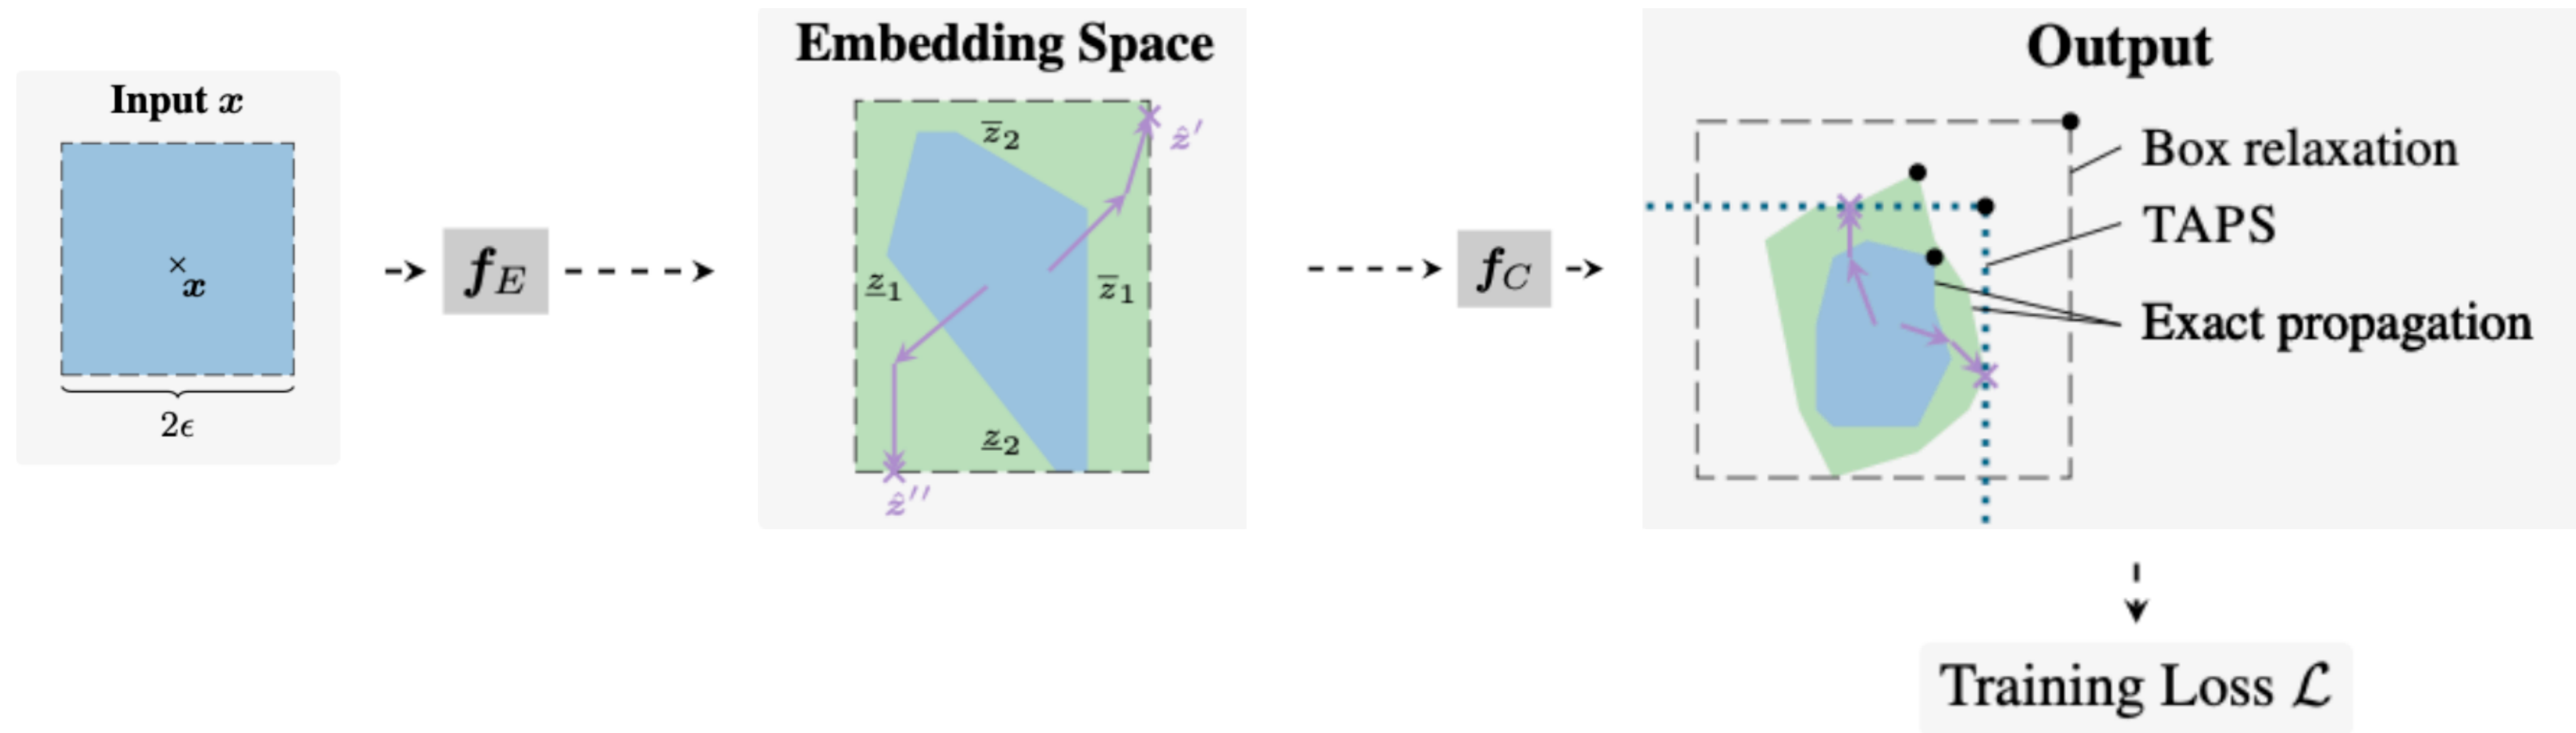 Input x
x
2ϵ
f_E
Embedding Space
z̅₂
ẑ′
z̲₁
z̅₁
z̲₂
ẑ′′
f_C
Output
Box relaxation
TAPS
Exact propagation
Training Loss ℒ